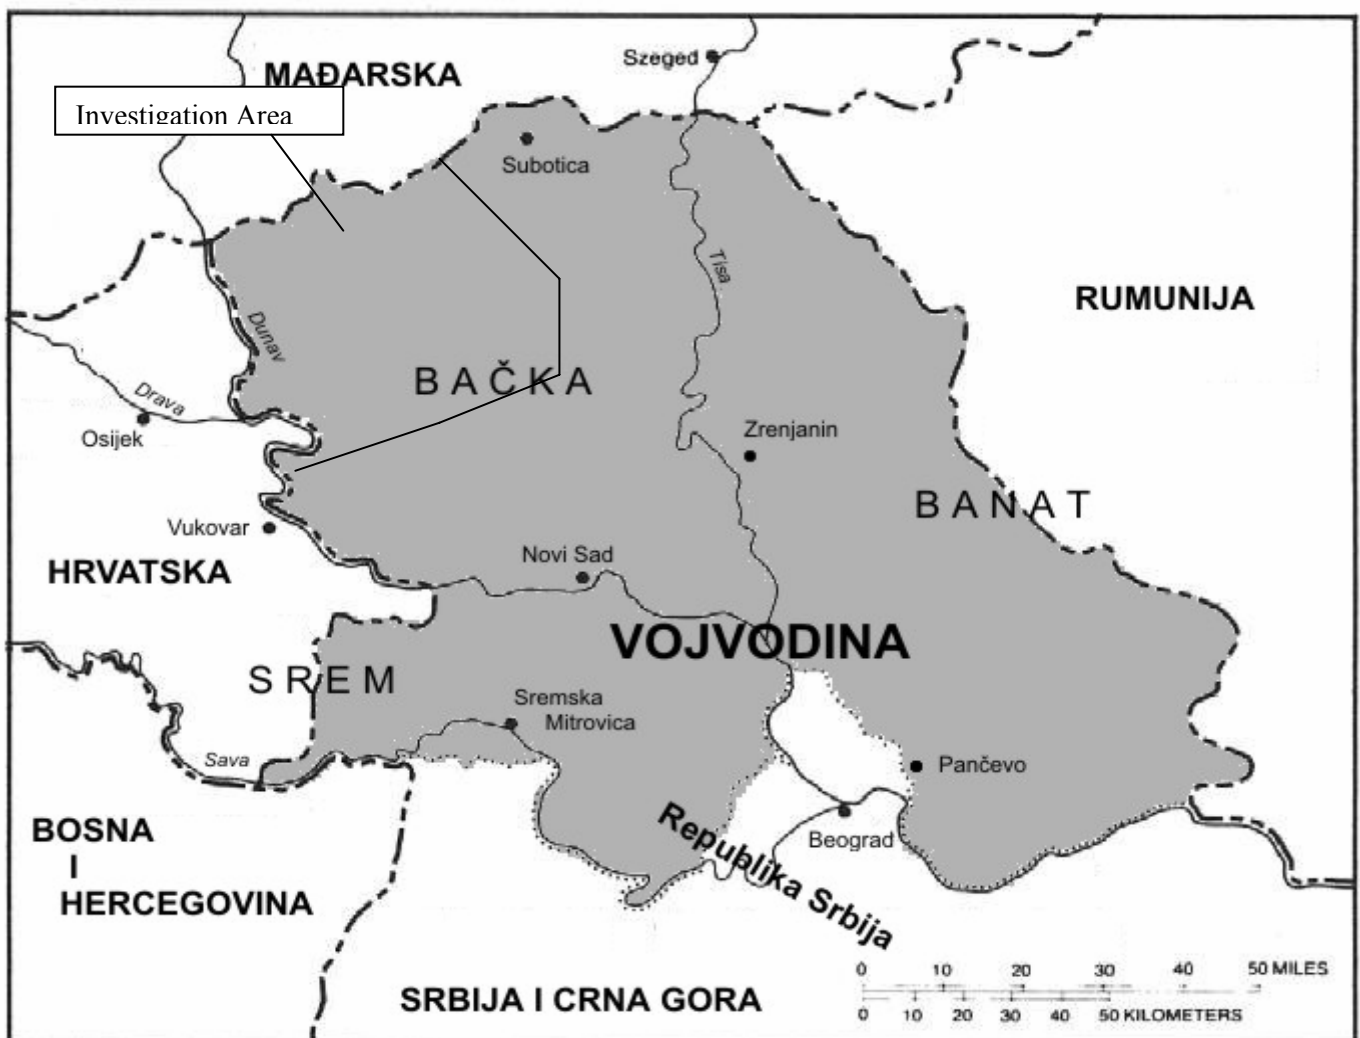 Szeged
MAĐARSKA
Investigation Area
Subotica
Tisa
RUMUNIJA
Dunav
BAČKA
Drava
Osijek
Zrenjanin
BANAT
Vukovar
Novi Sad
HRVATSKA
VOJVODINA
SREM
Sremska
Mitrovica
Sava
Pančevo
BOSNA
I
HERCEGOVINA
Beograd
Republika Srbija
SRBIJA I CRNA GORA
0 10 20 30 40 50 MILES
0 10 20 30 40 50 KILOMETERS